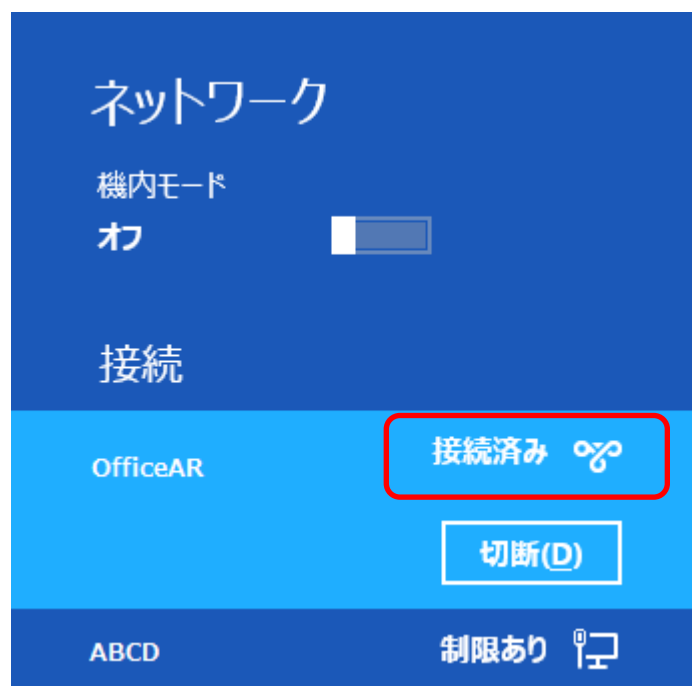 ネットワーク
機内モード
オフ
接続
OfficeAR 接続済み
切断(D)
ABCD 制限あり